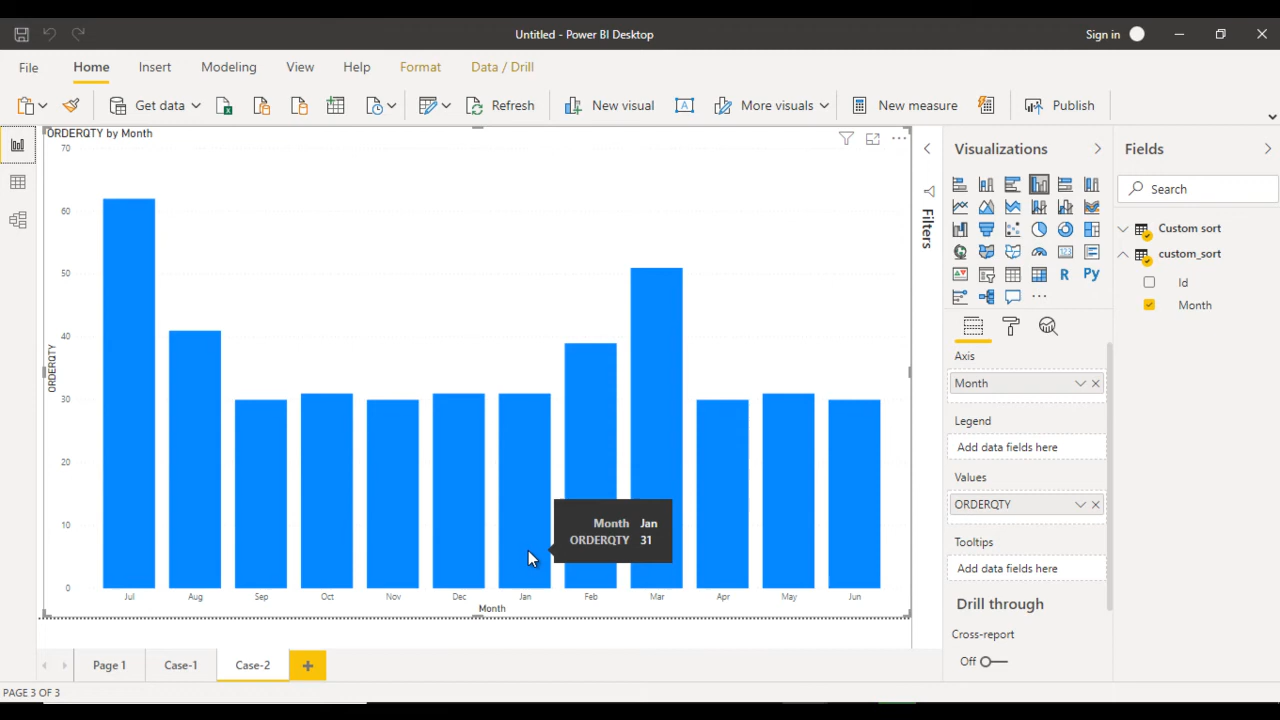 Untitled - Power BI Desktop
Sign in
File
Home
Insert
Modeling
View
Help
Format
Data / Drill
Get data
Refresh
New visual
More visuals
New measure
Publish
ORDERQTY by Month
70
60
50
40
30
20
10
0
ORDERQTY
Month Jan
ORDERQTY 31
Jul Aug Sep Oct Nov Dec Jan Feb Mar Apr May Jun
Month
Filters
Visualizations
R
Py
Axis
Month
Legend
Add data fields here
Values
ORDERQTY
Tooltips
Add data fields here
Drill through
Cross-report
Off
Fields
Search
Custom sort
custom_sort
Id
Month
Page 1
Case-1
Case-2
PAGE 3 OF 3